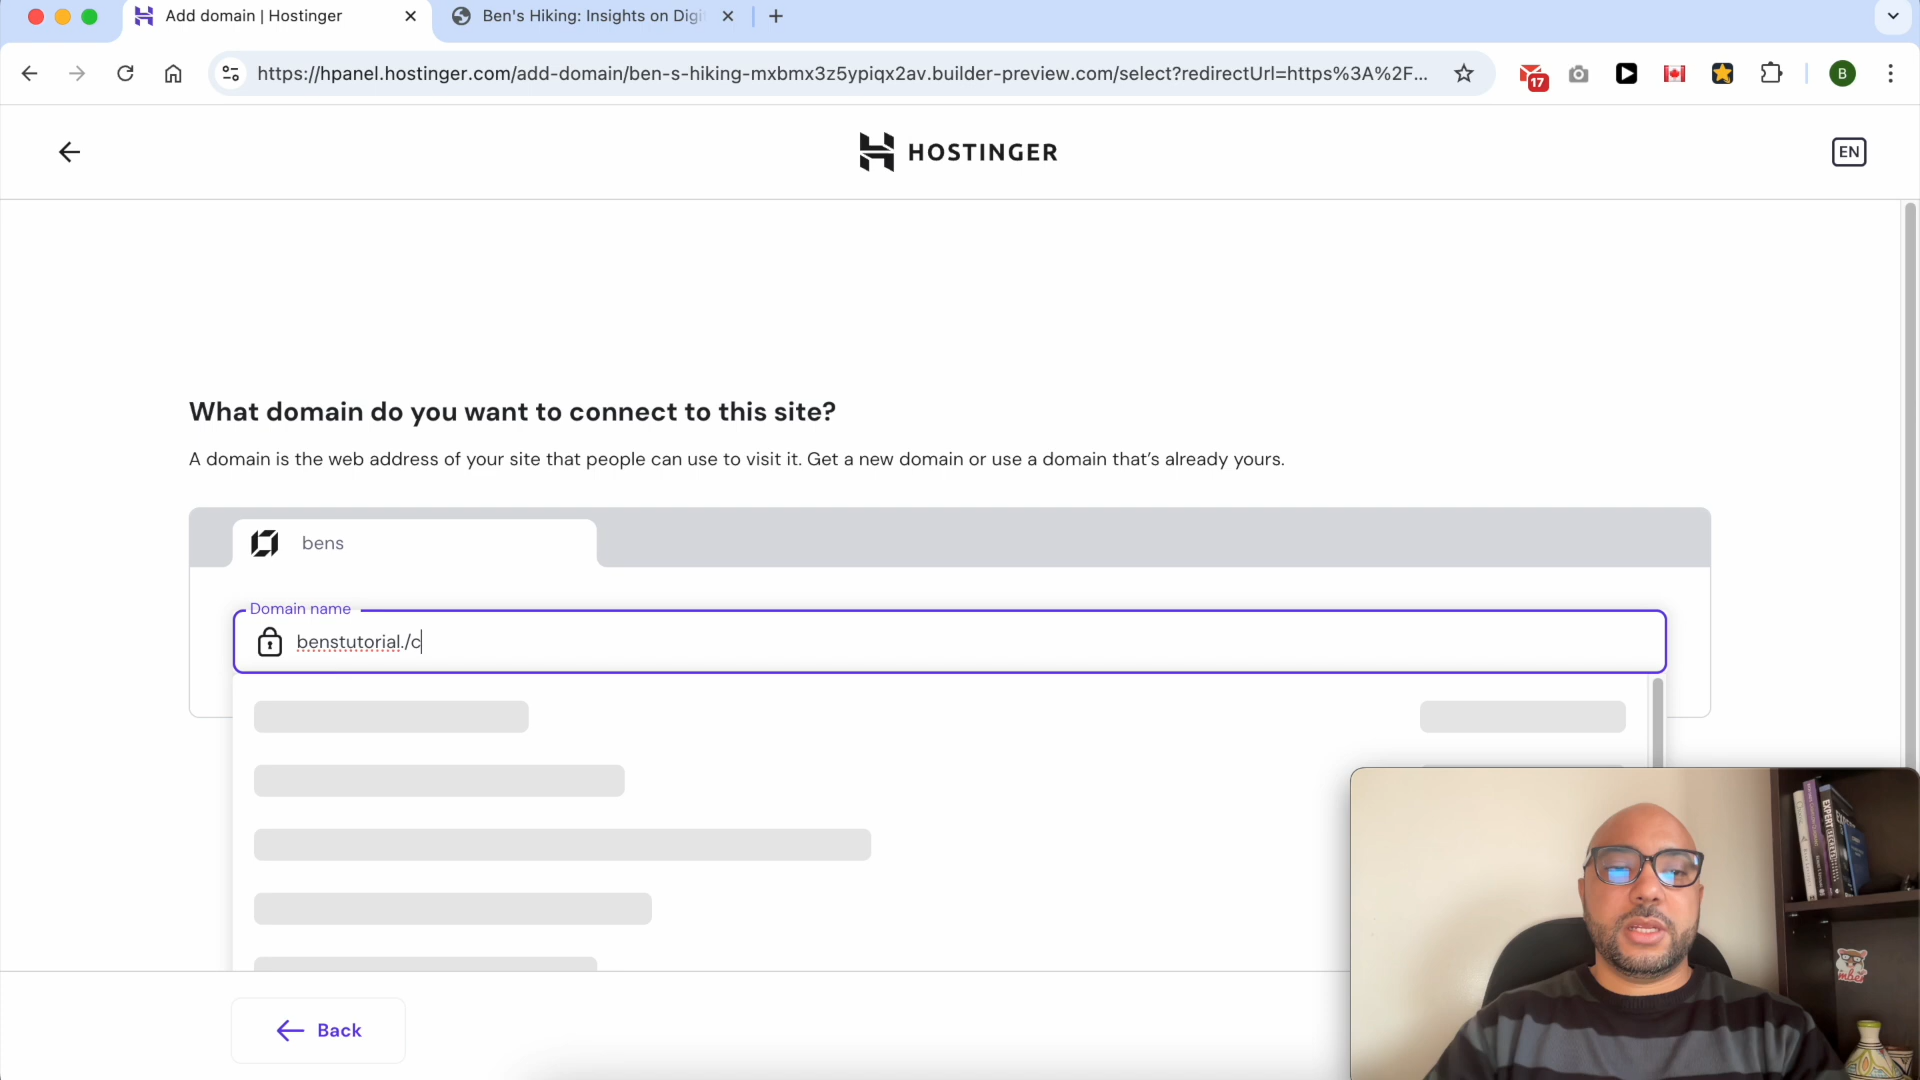 Add domain | Hostinger
Ben's Hiking: Insights on Digi
https://hpanel.hostinger.com/add-domain/ben-s-hiking-mxbmx3z5ypiqx2av.builder-preview.com/select?redirectUrl=https%3A%2F...
17
B
HOSTINGER
EN
What domain do you want to connect to this site?
A domain is the web address of your site that people can use to visit it. Get a new domain or use a domain that's already yours.
bens
Domain name
benstutorial./c
Back
EXPERT